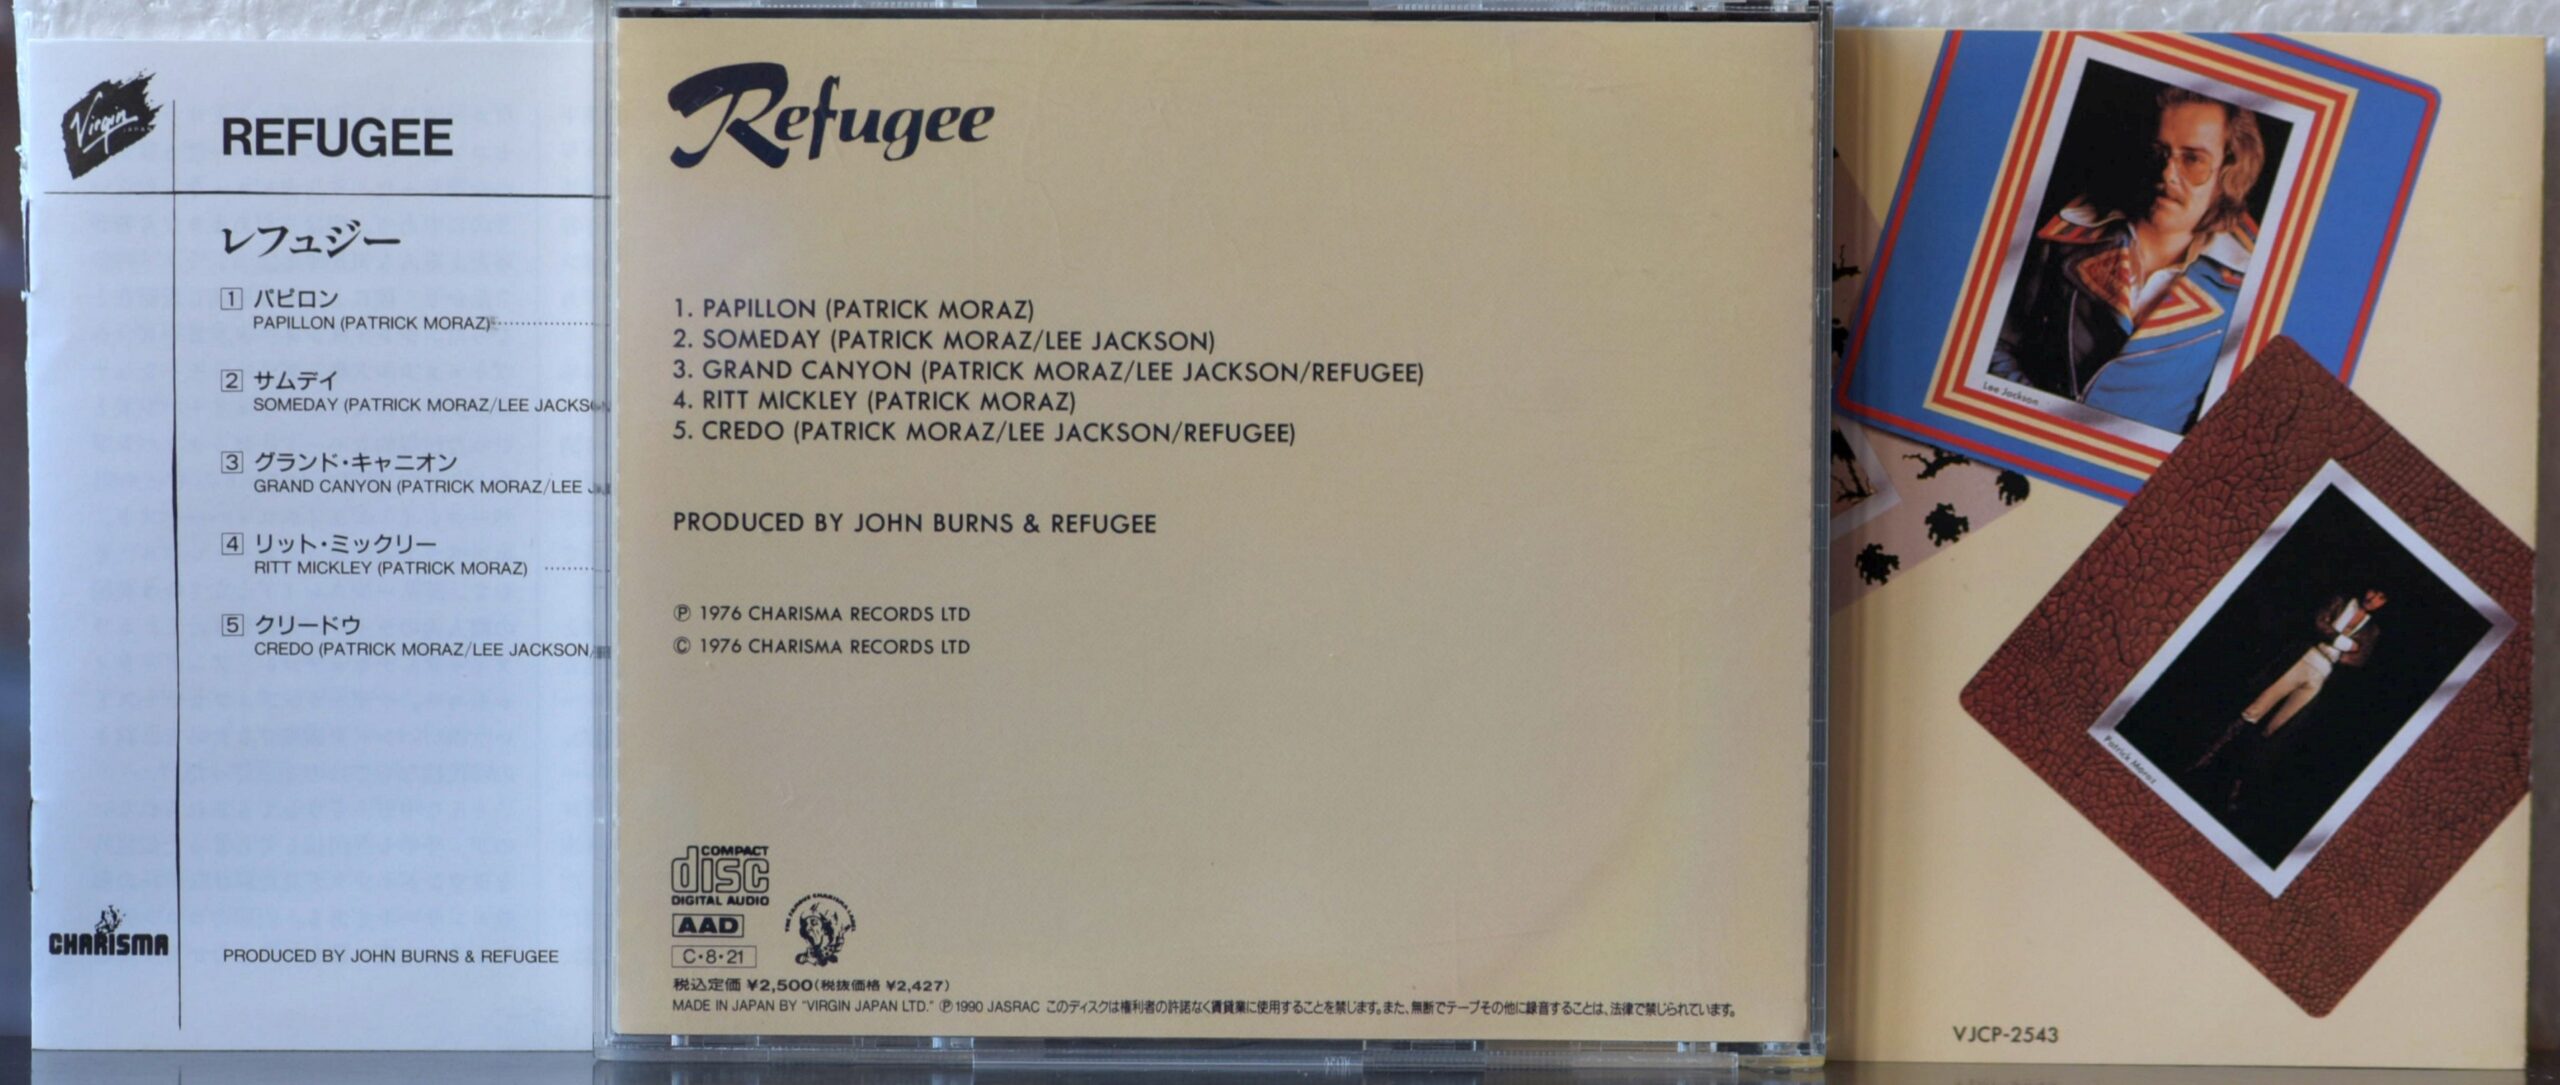 Virgin
JAPAN
REFUGEE
レフュジー
1 パピロン
PAPILLON (PATRICK MORAZ)
2 サムデイ
SOMEDAY (PATRICK MORAZ/LEE JACKSON
3 グランド・キャニオン
GRAND CANYON (PATRICK MORAZ/LEE
4 リット・ミックリー
RITT MICKLEY (PATRICK MORAZ)
5 クリードウ
CREDO (PATRICK MORAZ/LEE JACKSON/
CHARISMA
PRODUCED BY JOHN BURNS & REFUGEE
Refugee
1. PAPILLON (PATRICK MORAZ)
2. SOMEDAY (PATRICK MORAZ/LEE JACKSON)
3. GRAND CANYON (PATRICK MORAZ/LEE JACKSON/REFUGEE)
4. RITT MICKLEY (PATRICK MORAZ)
5. CREDO (PATRICK MORAZ/LEE JACKSON/REFUGEE)
PRODUCED BY JOHN BURNS & REFUGEE
Ⓟ 1976 CHARISMA RECORDS LTD
© 1976 CHARISMA RECORDS LTD
COMPACT
disc
DIGITAL AUDIO
AAD
THE FAMOUS CHARISMA LABEL
C・8・21
税込定価 ¥2,500(税抜価格 ¥2,427)
MADE IN JAPAN BY "VIRGIN JAPAN LTD." Ⓟ1990 JASRAC このディスクは権利者の許諾なく賃貸業に使用することを禁じます。また、無断でテープその他に録音することは、法律で禁じられています。
Lee Jackson
Patrick Moraz
VJCP-2543